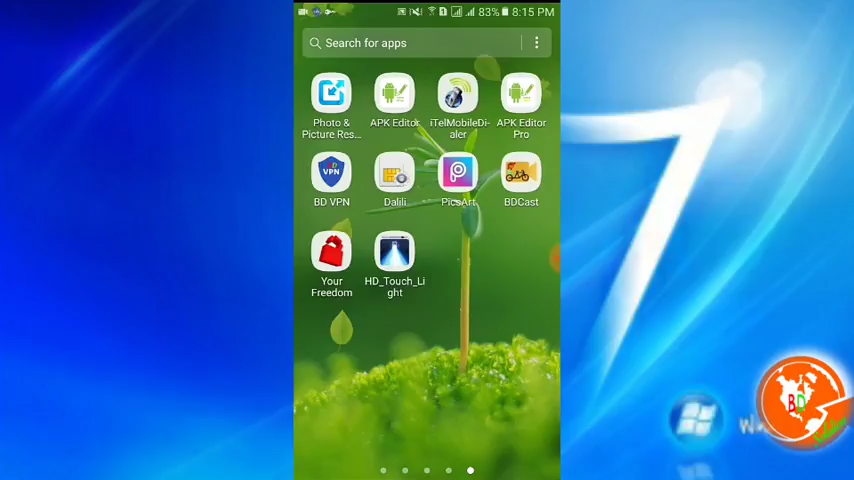 83% 8:15 PM
Search for apps
Photo &
Picture Res...
APK Editor
iTelMobileDi-
aler
APK Editor
Pro
BD VPN
Dalili
PicsArt
BDCast
Your
Freedom
HD_Touch_Li
ght
BD